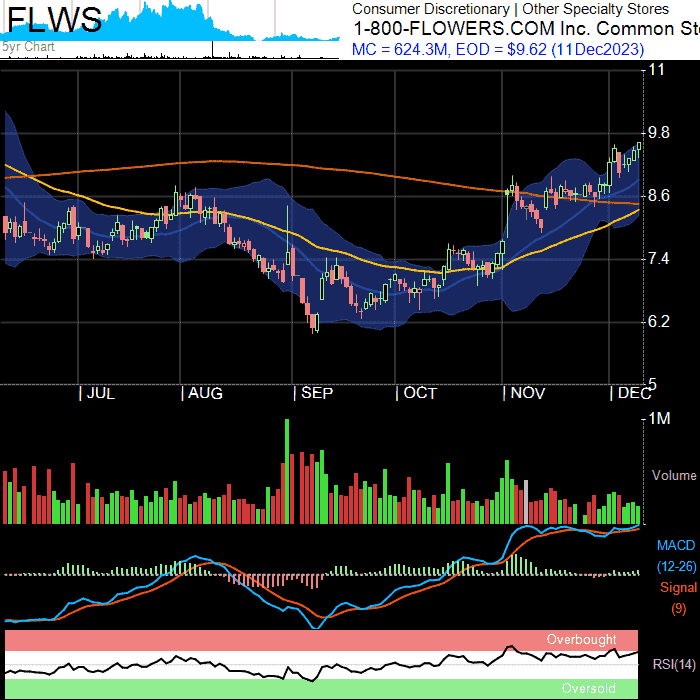 FLWS
5yr Chart
Consumer Discretionary | Other Specialty Stores
1-800-FLOWERS.COM Inc. Common Sto
MC = 624.3M, EOD = $9.62 (11Dec2023)
11
9.8
8.6
7.4
6.2
5
| JUL | AUG | SEP | OCT | NOV | DEC
1M
Volume
MACD
(12-26)
Signal
(9)
Overbought
RSI(14)
Oversold